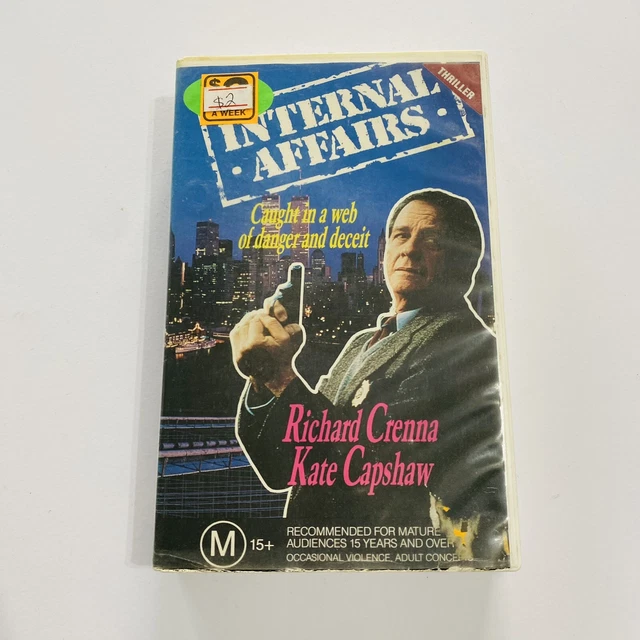 $2
A WEEK
THRILLER
INTERNAL
· AFFAIRS ·
Caught in a web
of danger and deceit
Richard Crenna
Kate Capshaw
M 15+
RECOMMENDED FOR MATURE
AUDIENCES 15 YEARS AND OVER
OCCASIONAL VIOLENCE, ADULT